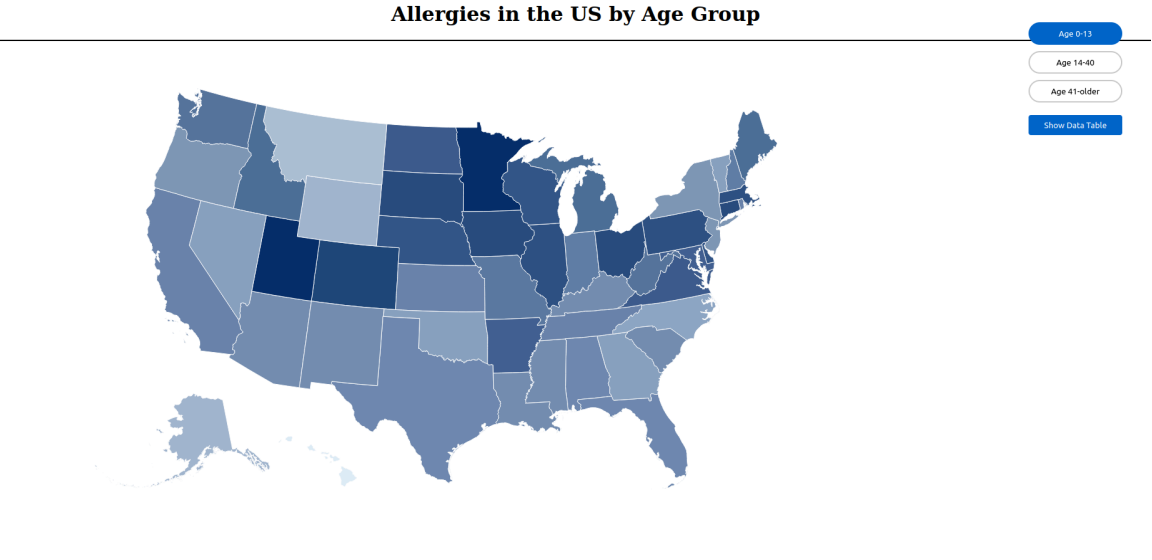 Allergies in the US by Age Group
Age 0-13
Age 14-40
Age 41-older
Show Data Table